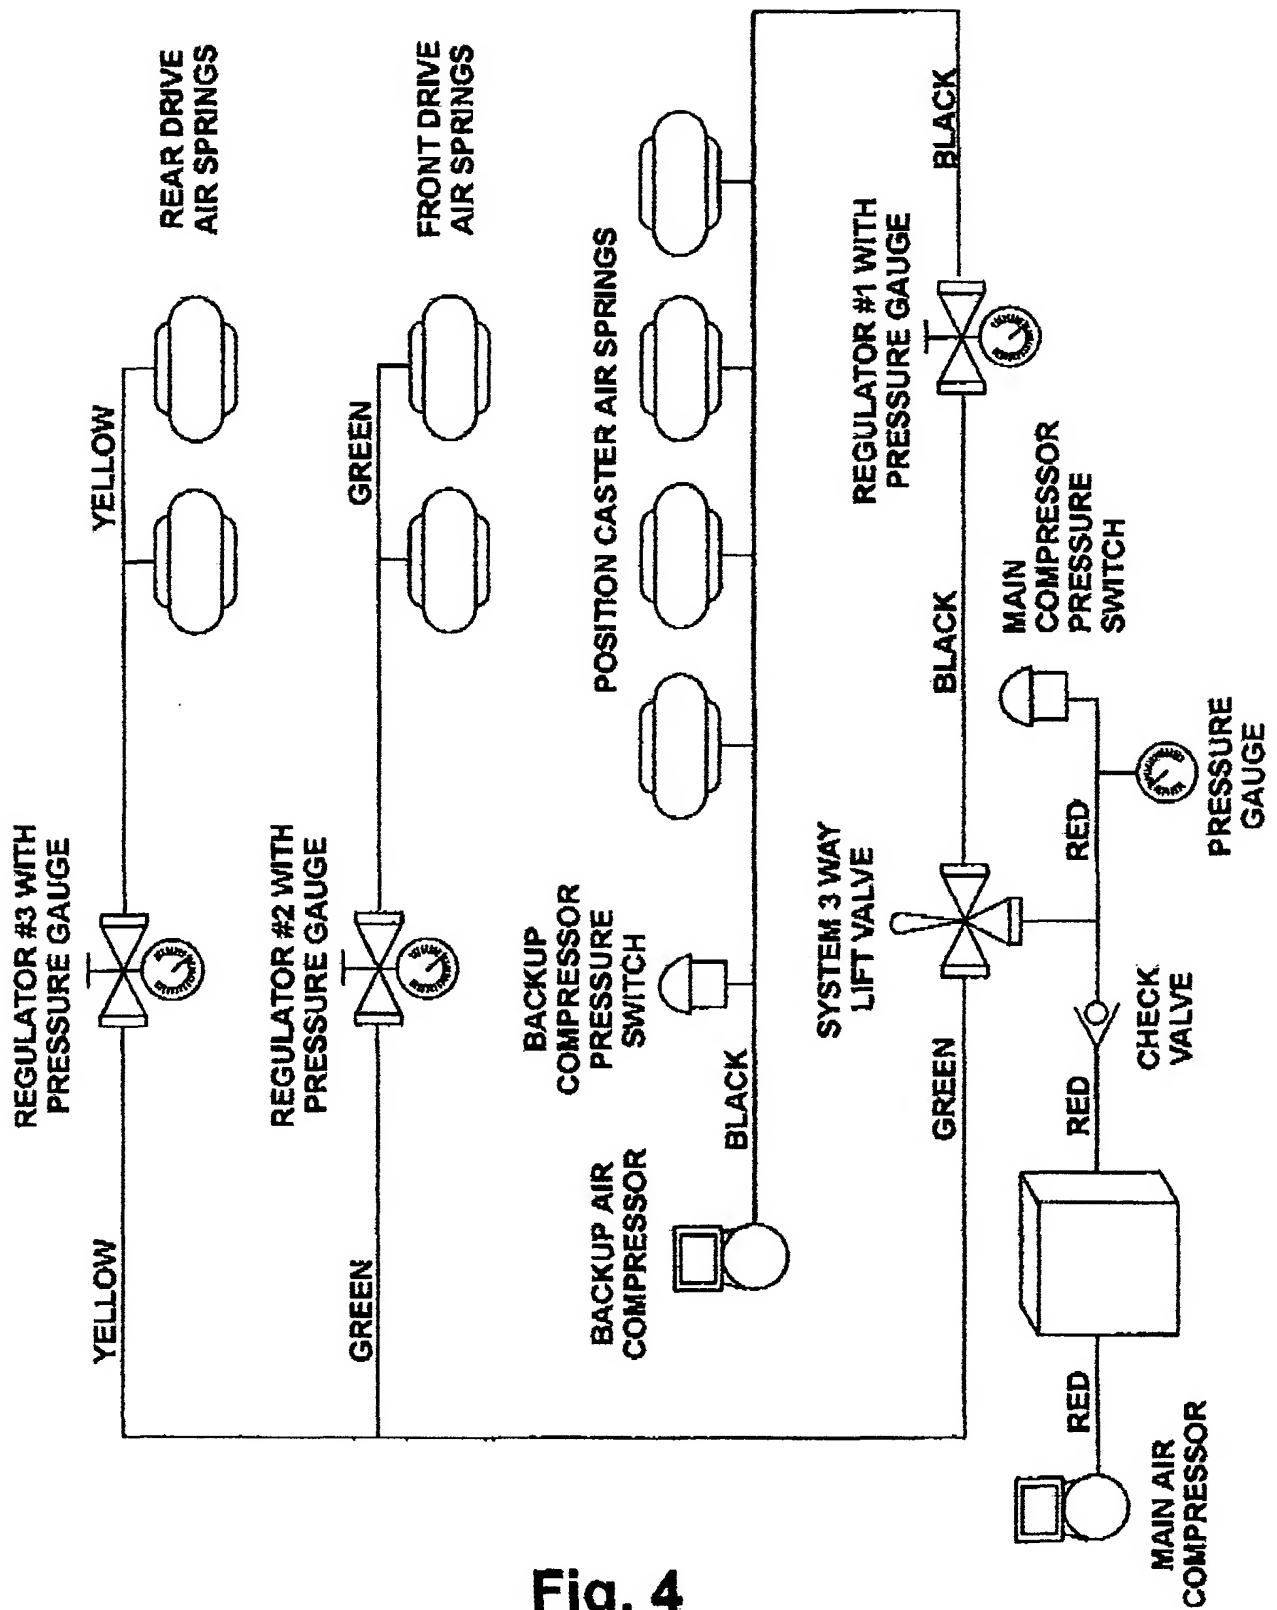 REGULATOR #3 WITH
PRESSURE GAUGE
YELLOW
YELLOW
REAR DRIVE
AIR SPRINGS
REGULATOR #2 WITH
PRESSURE GAUGE
GREEN
GREEN
FRONT DRIVE
AIR SPRINGS
BACKUP AIR
COMPRESSOR
BACKUP
COMPRESSOR
PRESSURE
SWITCH
BLACK
POSITION CASTER AIR SPRINGS
SYSTEM 3 WAY
LIFT VALVE
GREEN
BLACK
REGULATOR #1 WITH
PRESSURE GAUGE
BLACK
MAIN AIR
COMPRESSOR
RED
RED
CHECK
VALVE
RED
PRESSURE
GAUGE
MAIN
COMPRESSOR
PRESSURE
SWITCH
Fig. 4